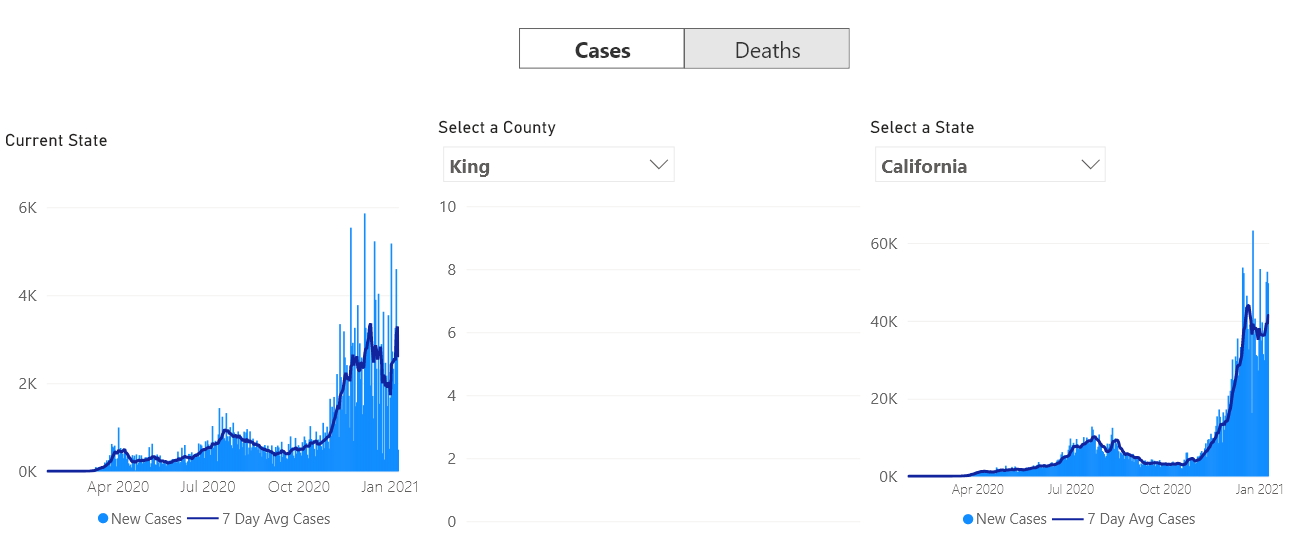 Cases Deaths
Current State
Select a County
King
Select a State
California
6K
4K
2K
0K
Apr 2020 Jul 2020 Oct 2020 Jan 2021
New Cases 7 Day Avg Cases
10
8
6
4
2
0
60K
40K
20K
0K
Apr 2020 Jul 2020 Oct 2020 Jan 2021
New Cases 7 Day Avg Cases